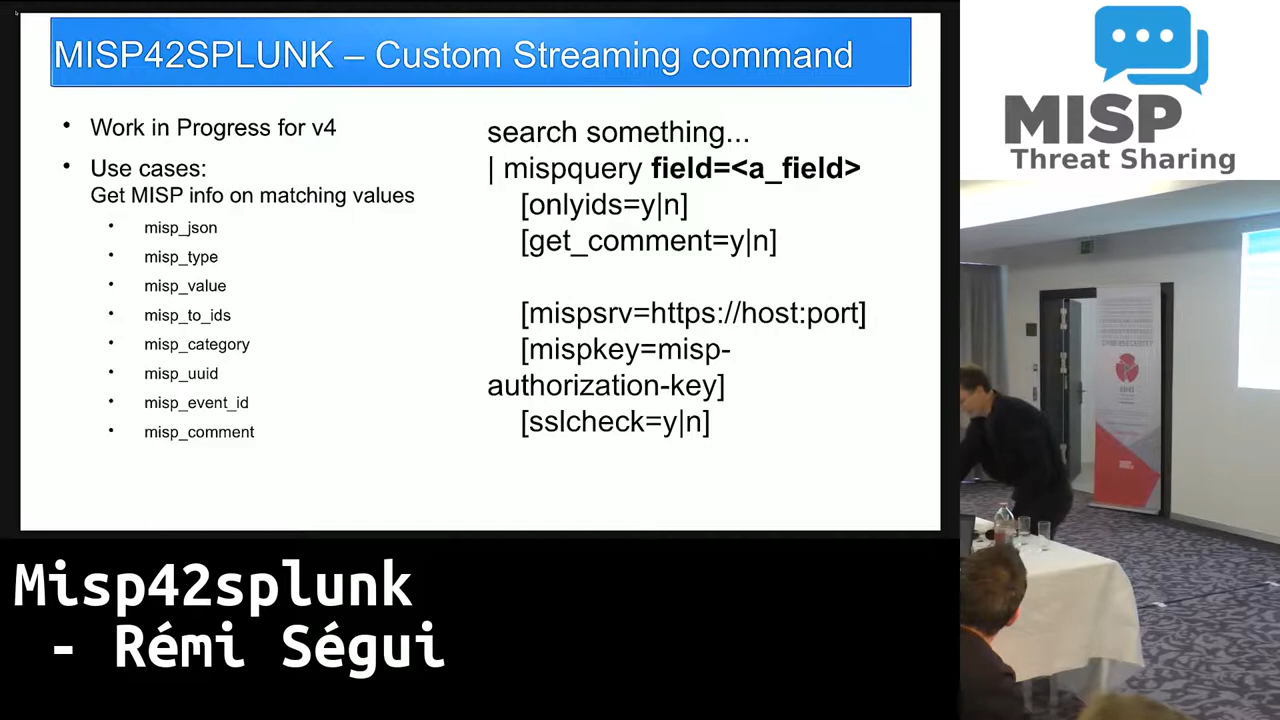 MISP42SPLUNK – Custom Streaming command
• Work in Progress for v4
• Use cases:
Get MISP info on matching values
• misp_json
• misp_type
• misp_value
• misp_to_ids
• misp_category
• misp_uuid
• misp_event_id
• misp_comment
search something...
| mispquery field=<a_field>
[onlyids=y|n]
[get_comment=y|n]
[mispsrv=https://host:port]
[mispkey=misp-
authorization-key]
[sslcheck=y|n]
MISP
Threat Sharing
Misp42splunk
- Rémi Ségui